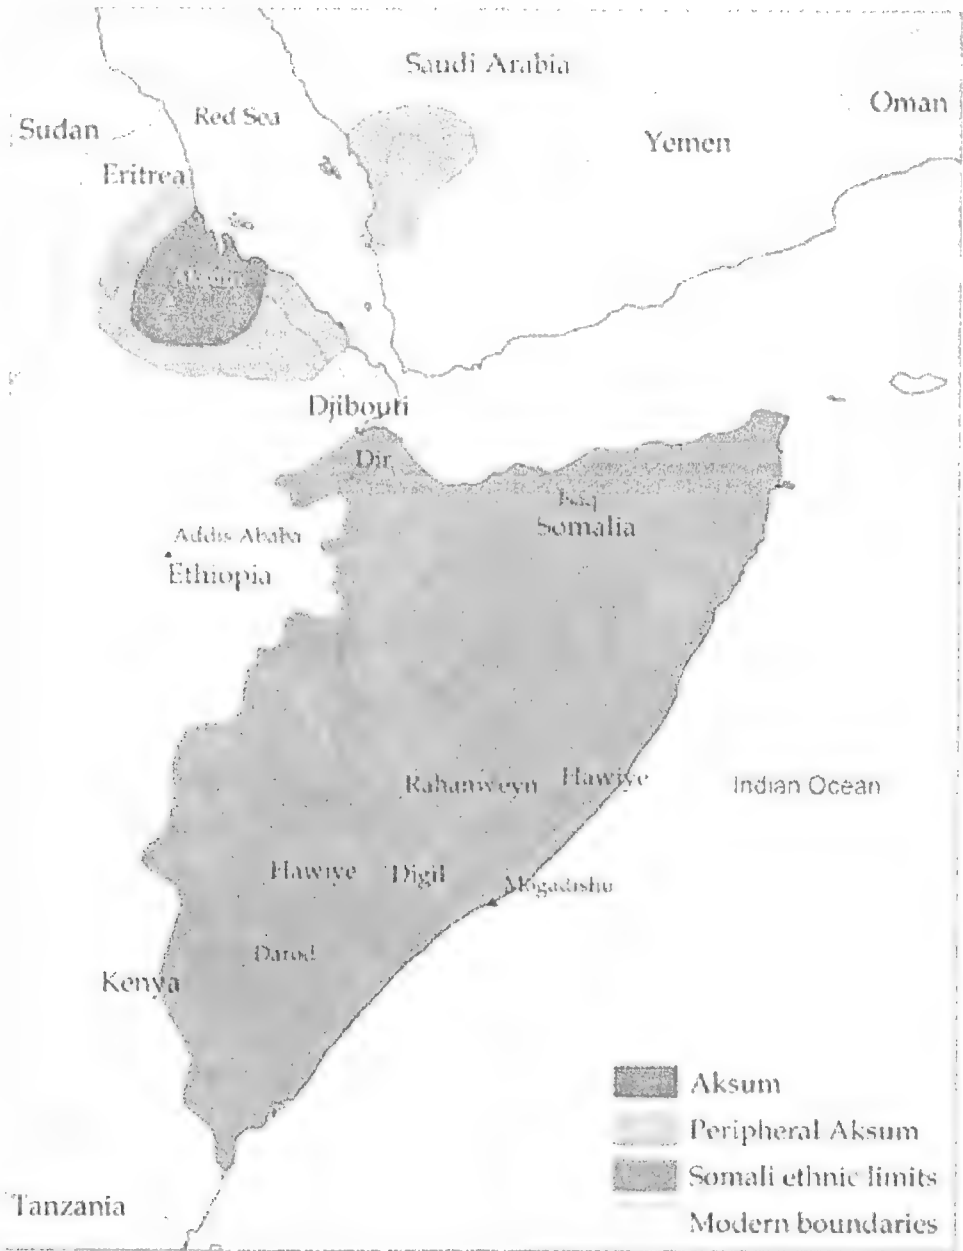 Saudi Arabia
Oman
Red Sea
Sudan
Yemen
Eritrea
Djibouti
Dir
Isaq
Somalia
Addis Ababa
Ethiopia
Rahanweyn
Hawiye
Indian Ocean
Hawiye
Digil
Mogadishu
Darod
Kenya
Aksum
Peripheral Aksum
Somali ethnic limits
Tanzania
Modern boundaries